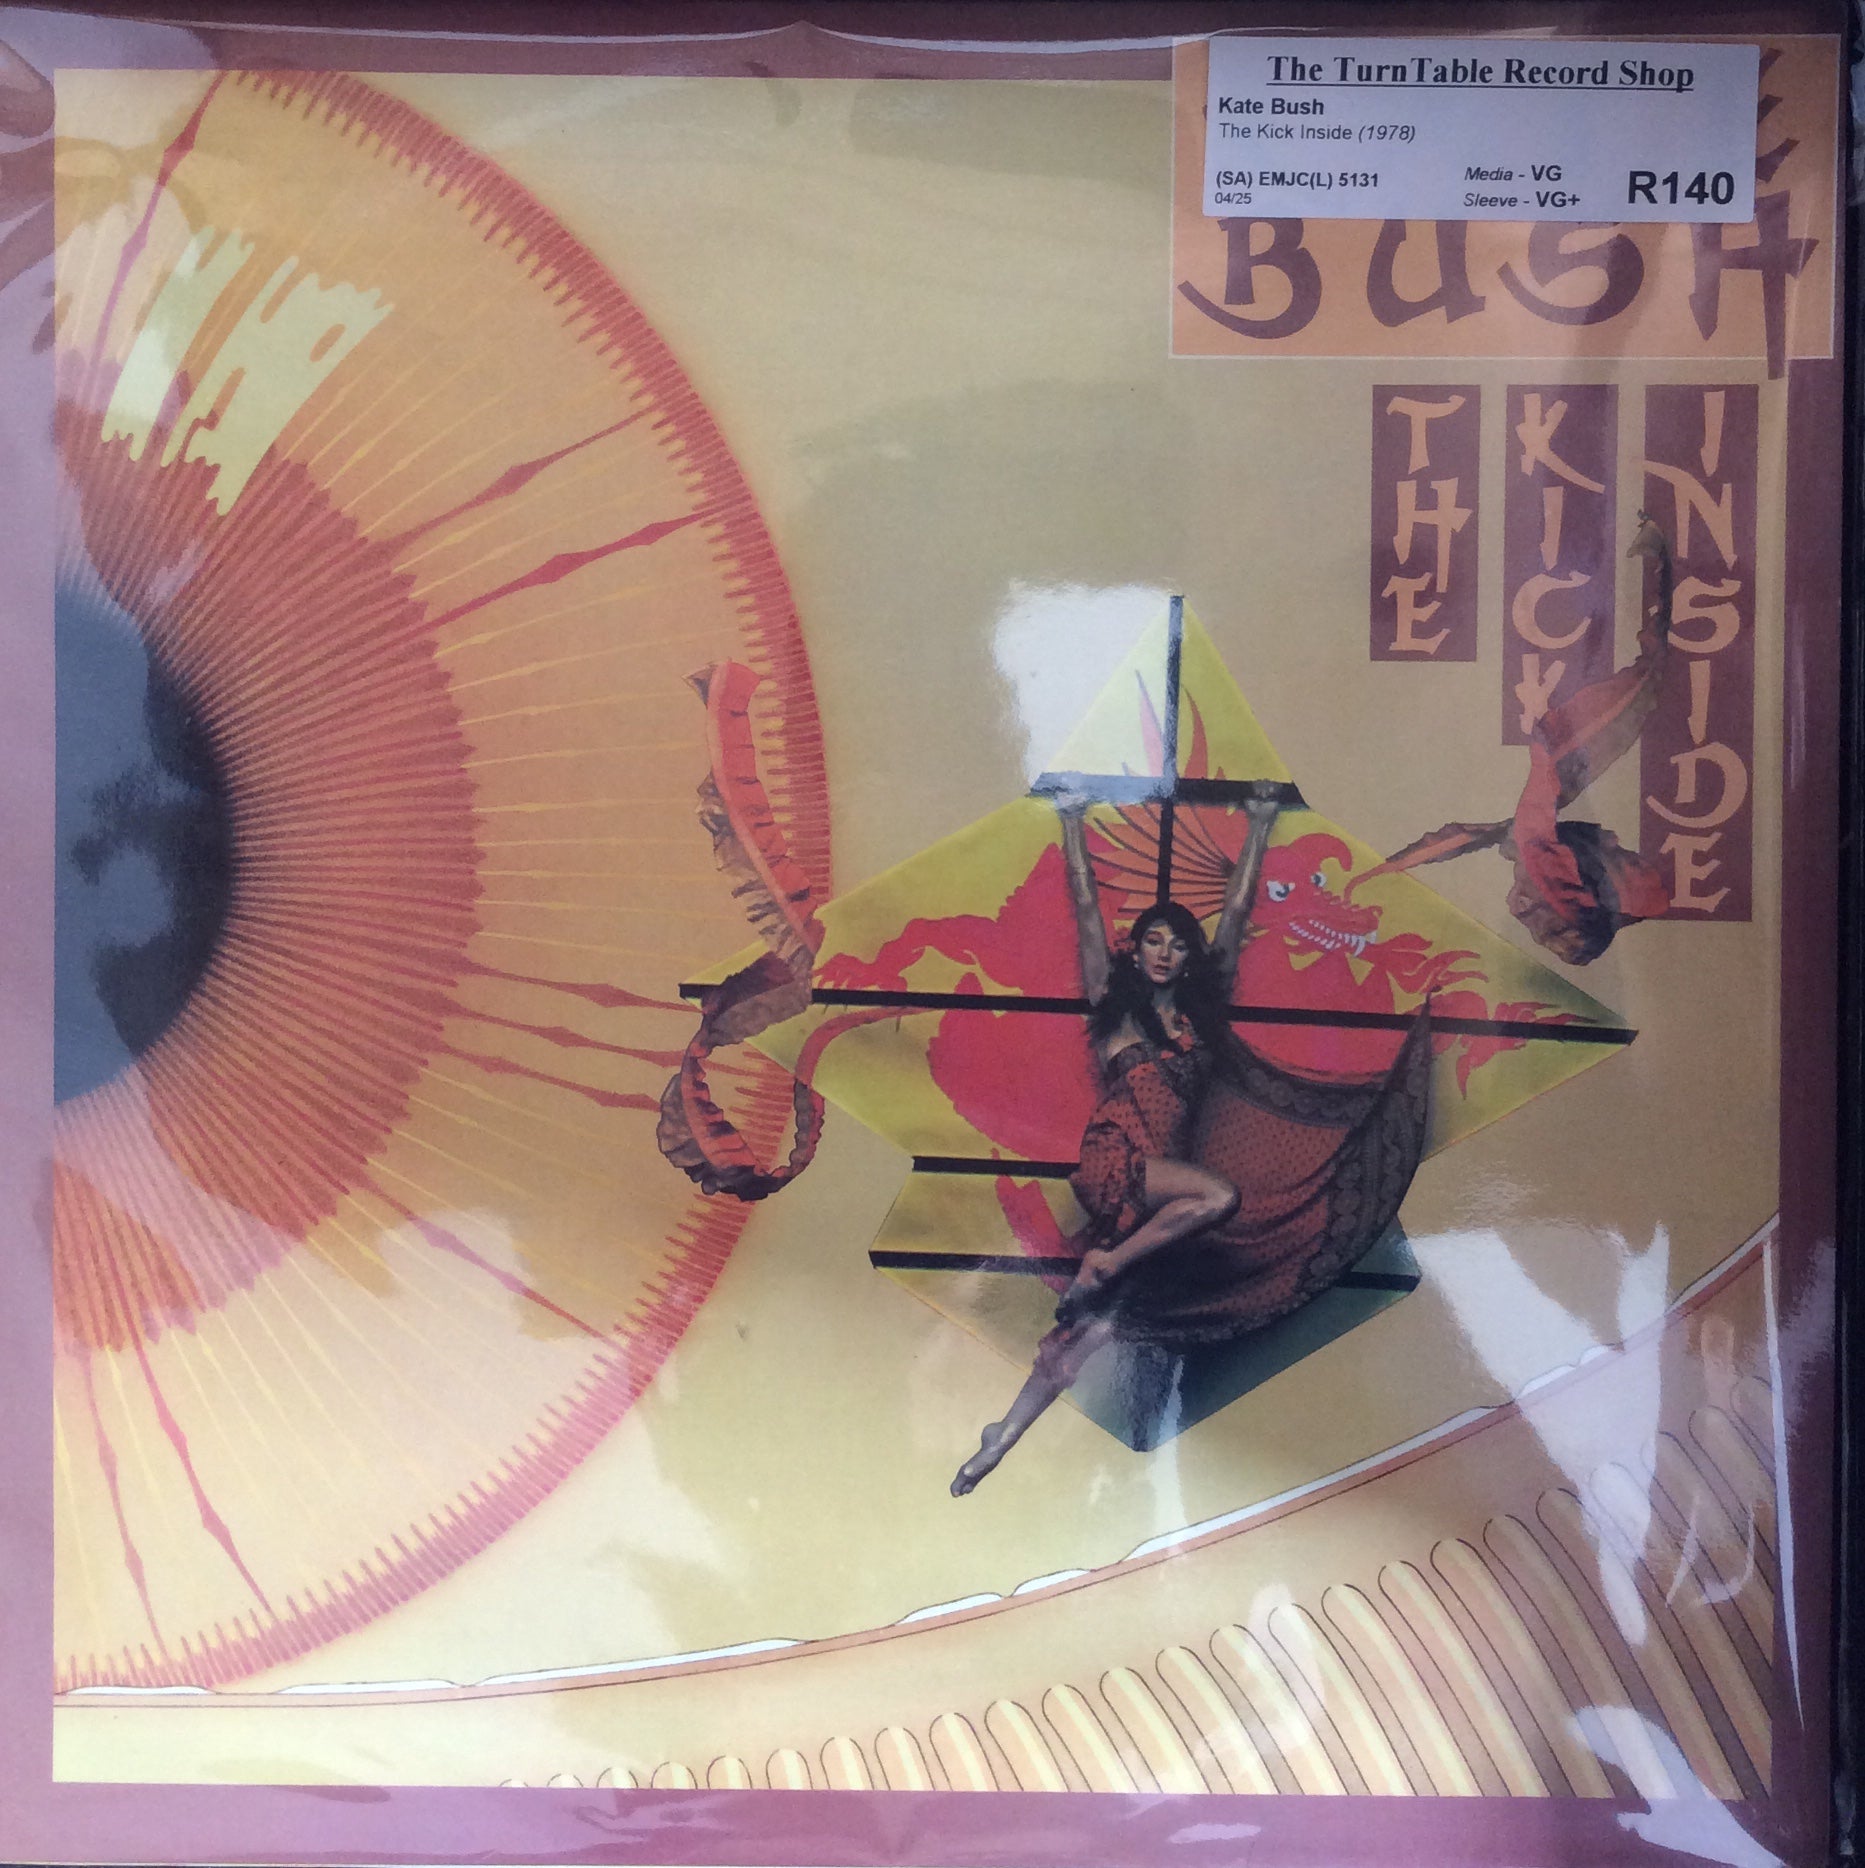 The TurnTable Record Shop
Kate Bush
The Kick Inside (1978)
(SA) EMJC(L) 5131
04/25
Media - VG
Sleeve - VG+
R140
BUSH
THE
KICK
INSIDE